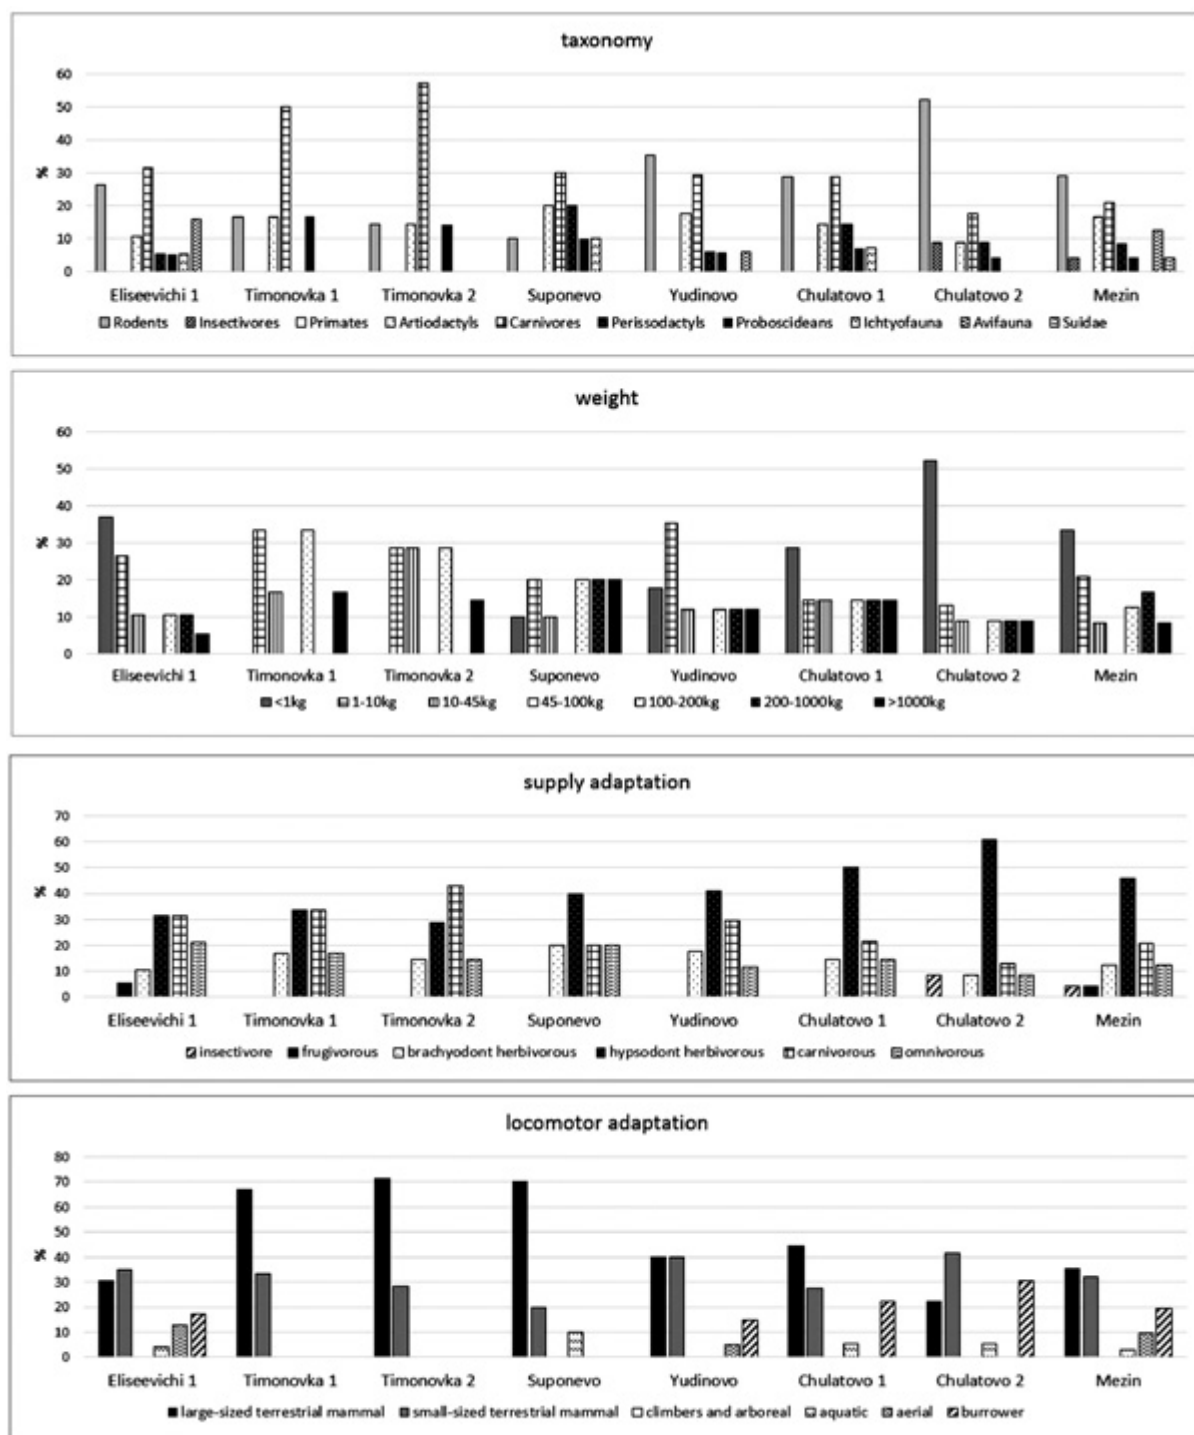 taxonomy
60
50
40
30
20
10
0
%
Eliseevichi 1 Timonovka 1 Timonovka 2 Suponevo Yudinovo Chulatovo 1 Chulatovo 2 Mezin
Rodents Insectivores Primates Artiodactyls Carnivores Perissodactyls Proboscideans Ichtyofauna Avifauna Suidae
weight
60
50
40
30
20
10
0
%
Eliseevichi 1 Timonovka 1 Timonovka 2 Suponevo Yudinovo Chulatovo 1 Chulatovo 2 Mezin
<1kg 1-10kg 10-45kg 45-100kg 100-200kg 200-1000kg >1000kg
supply adaptation
70
60
50
40
30
20
10
0
%
Eliseevichi 1 Timonovka 1 Timonovka 2 Suponevo Yudinovo Chulatovo 1 Chulatovo 2 Mezin
insectivore frugivorous brachyodont herbivorous hypsodont herbivorous carnivorous omnivorous
locomotor adaptation
80
70
60
50
40
30
20
10
0
%
Eliseevichi 1 Timonovka 1 Timonovka 2 Suponevo Yudinovo Chulatovo 1 Chulatovo 2 Mezin
large-sized terrestrial mammal small-sized terrestrial mammal climbers and arboreal aquatic aerial burrower